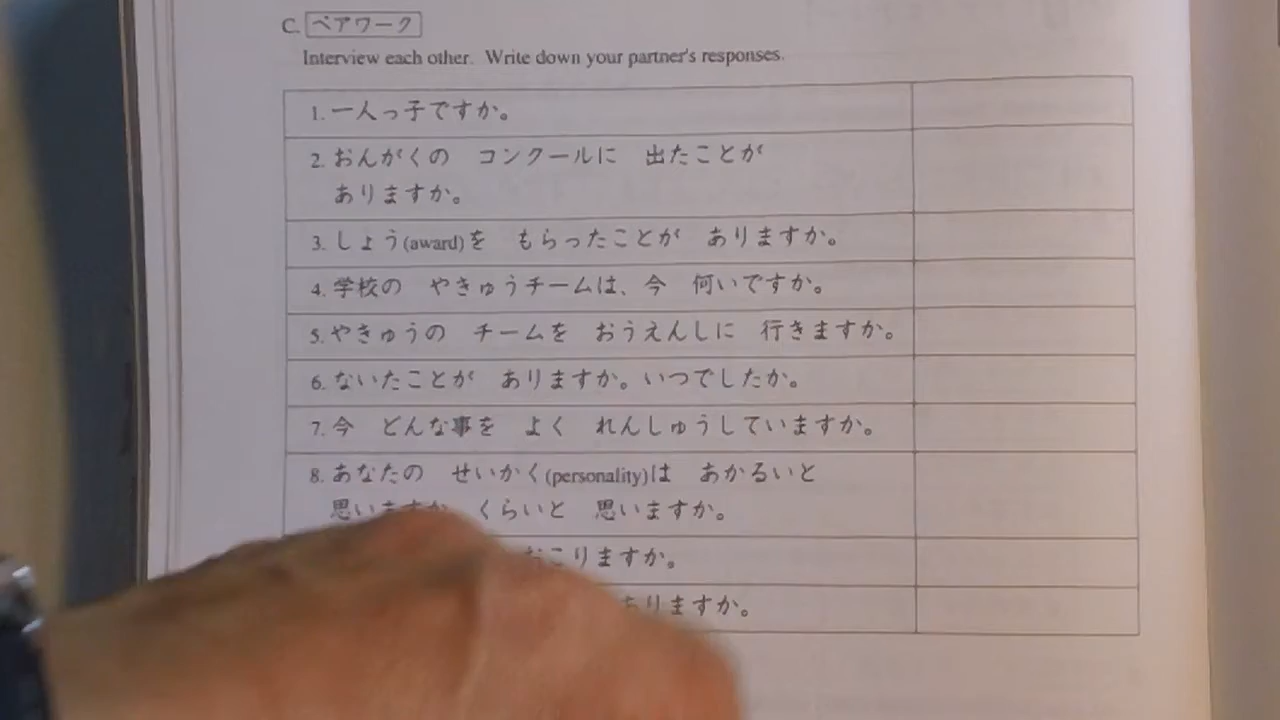 C. ペアワーク
Interview each other. Write down your partner's responses.
1. 一人っ子ですか。
2. おんがくの コンクールに 出たことが
ありますか。
3. しょう(award)を もらったことが ありますか。
4. 学校の やきゅうチームは、今 何いですか。
5. やきゅうの チームを おうえんしに 行きますか。
6. ないたことが ありますか。いつでしたか。
7. 今 どんな事を よく れんしゅうしていますか。
8. あなたの せいかく(personality)は あかるいと
思いますか くらいと 思いますか。
おこりますか。
ありますか。